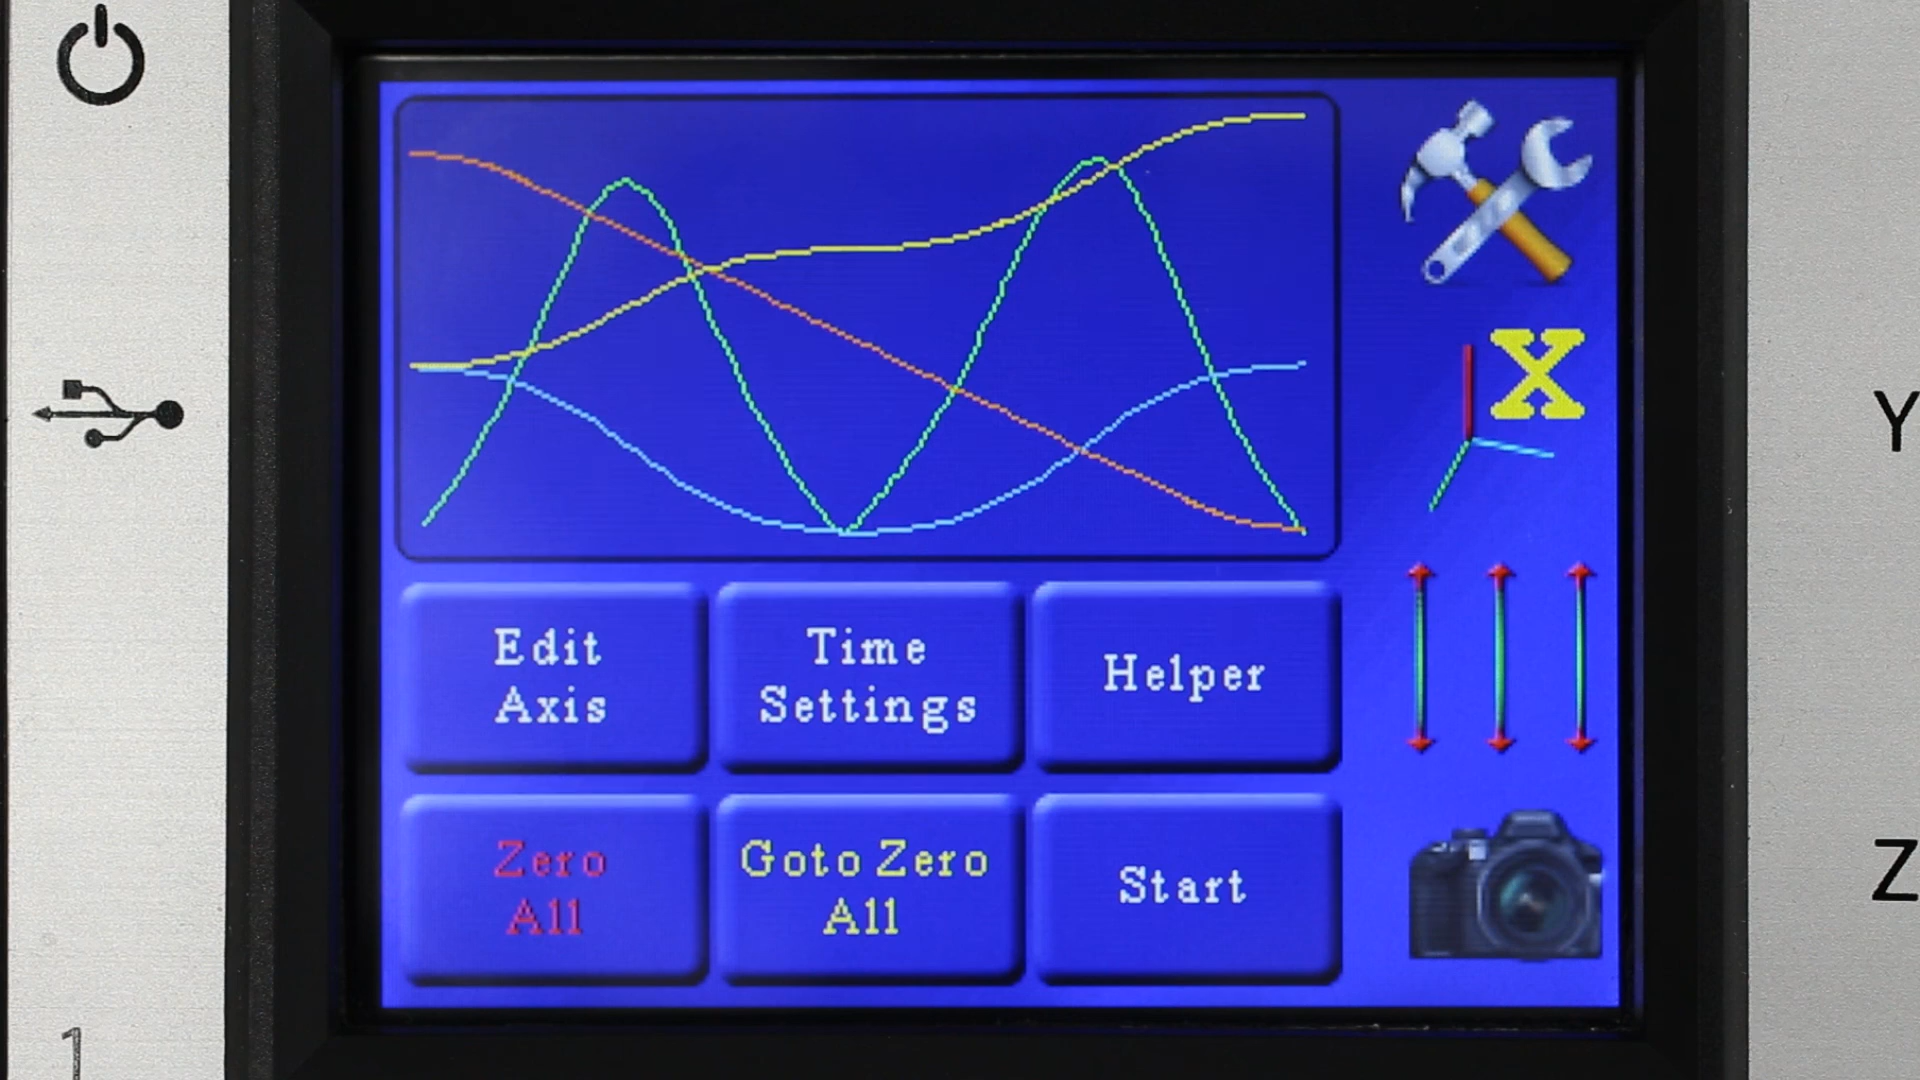 X
Y
Edit
Axis
Time
Settings
Helper
Zero
All
Goto Zero
All
Start
Z
1